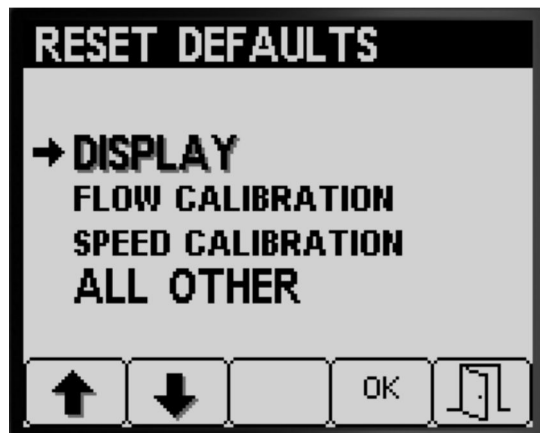 RESET DEFAULTS
DISPLAY
FLOW CALIBRATION
SPEED CALIBRATION
ALL OTHER
OK